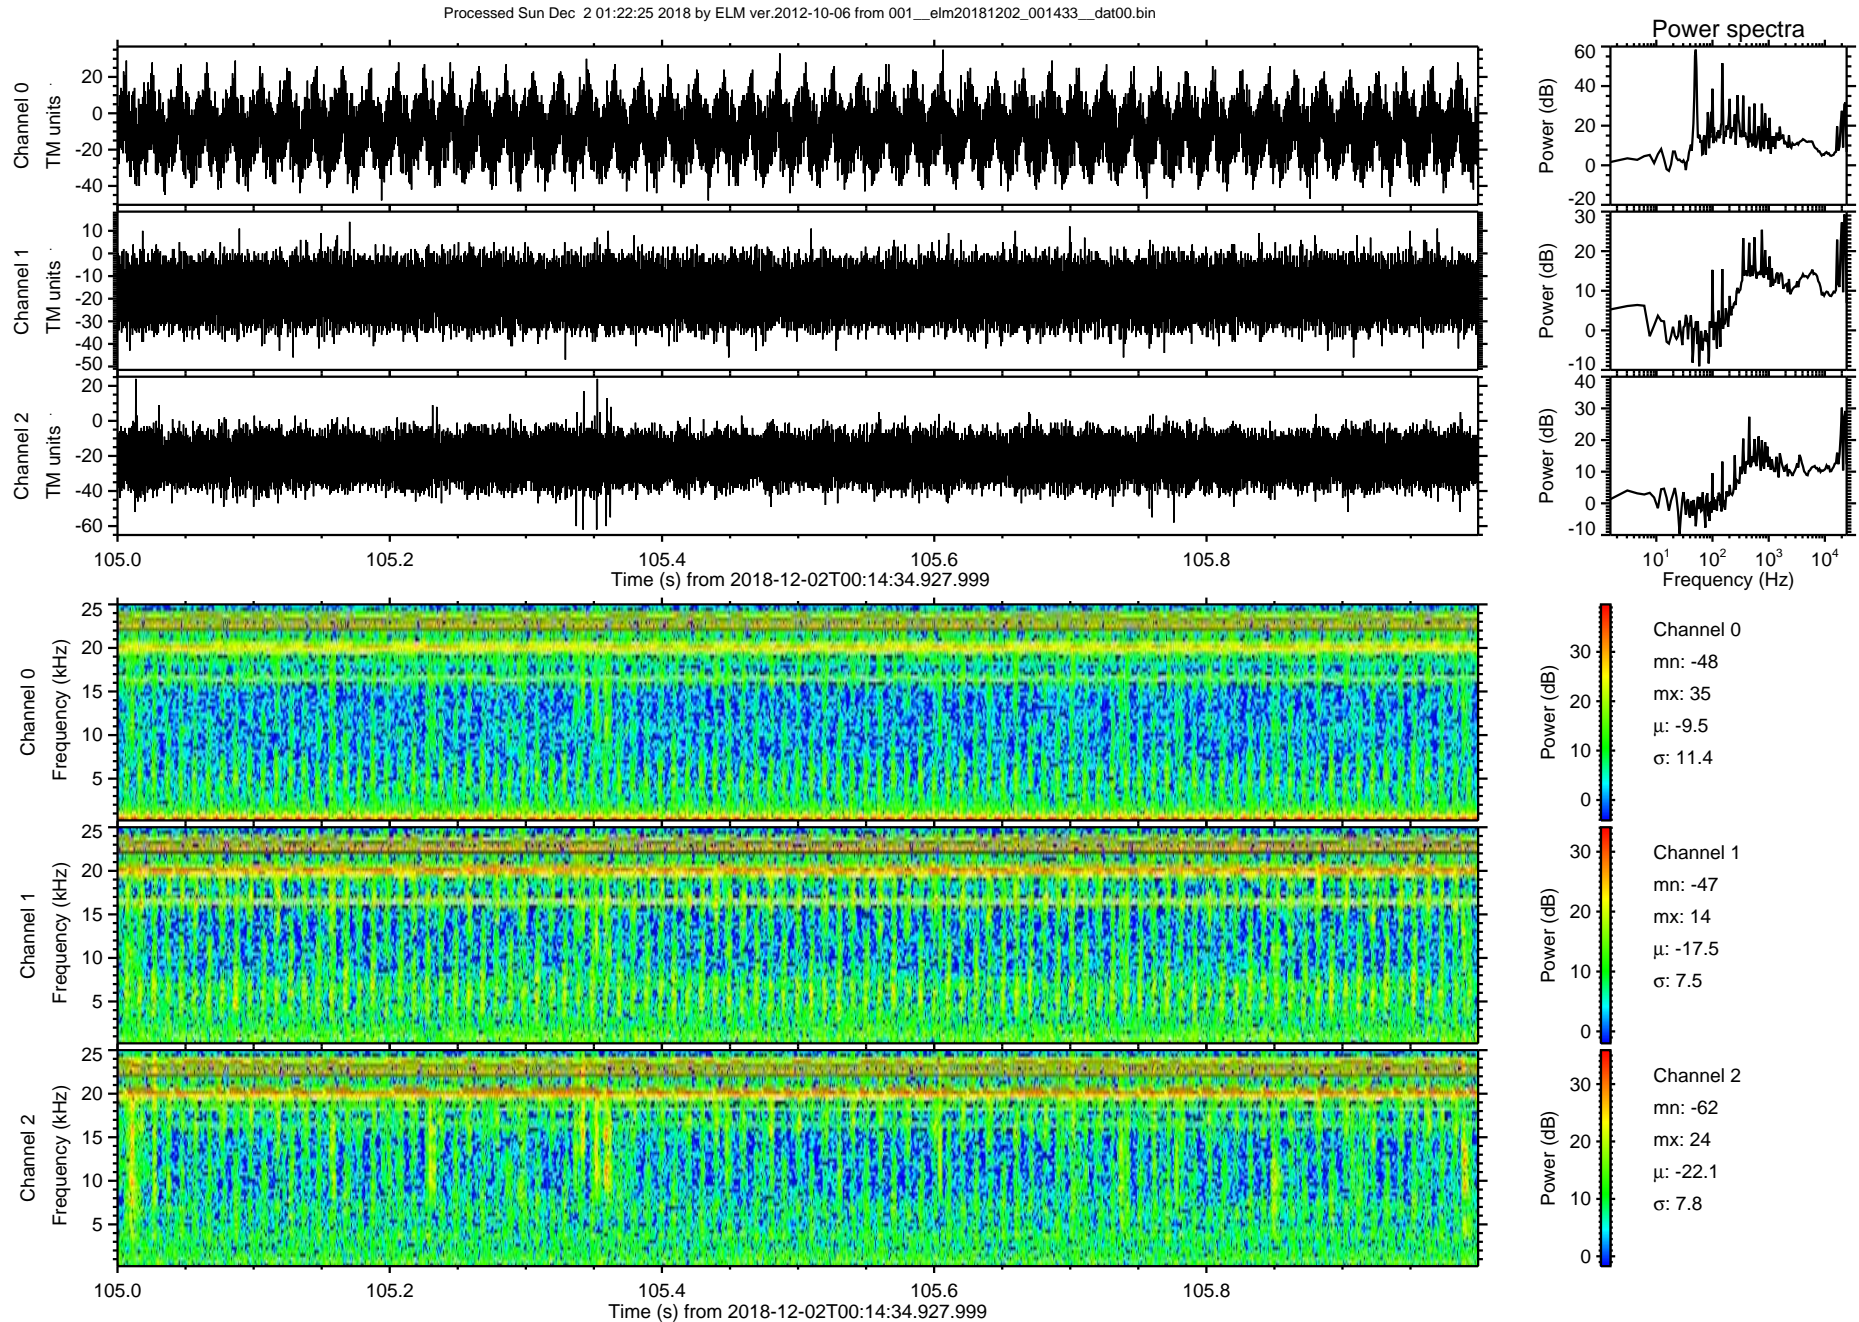 Processed Sun Dec  2 01:22:25 2018 by ELM ver.2012-10-06 from 001__elm20181202_001433__dat00.bin
Power spectra
Channel 0
TM units
20
0
-20
-40
Power (dB)
60
40
20
0
-20
Channel 1
TM units
10
0
-10
-20
-30
-40
-50
Power (dB)
30
20
10
0
-10
Channel 2
TM units
20
0
-20
-40
-60
Power (dB)
40
30
20
10
0
-10
105.0
105.2
105.4
105.6
105.8
Time (s) from 2018-12-02T00:14:34.927.999
10^1
10^2
10^3
10^4
Frequency (Hz)
Channel 0
Frequency (kHz)
25
20
15
10
5
Power (dB)
30
20
10
0
Channel 0
mn: -48
mx: 35
μ: -9.5
σ: 11.4
Channel 1
Frequency (kHz)
25
20
15
10
5
Power (dB)
30
20
10
0
Channel 1
mn: -47
mx: 14
μ: -17.5
σ: 7.5
Channel 2
Frequency (kHz)
25
20
15
10
5
Power (dB)
30
20
10
0
Channel 2
mn: -62
mx: 24
μ: -22.1
σ: 7.8
105.0
105.2
105.4
105.6
105.8
Time (s) from 2018-12-02T00:14:34.927.999